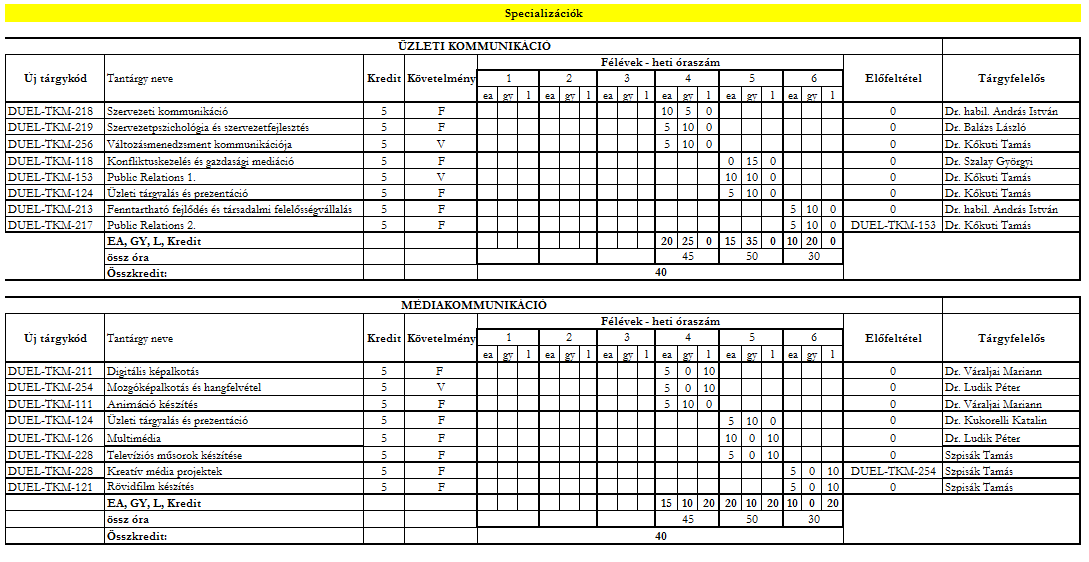 Specializációk
ÜZLETI KOMMUNIKÁCIÓ
Új tárgykód Tantárgy neve Kredit Követelmény Félévek - heti óraszám Előfeltétel Tárgyfelelős
1 2 3 4 5 6
ea gy l ea gy l ea gy l ea gy l ea gy l ea gy l
DUEL-TKM-218 Szervezeti kommunikáció 5 F 10 5 0 0 Dr. habil. András István
DUEL-TKM-219 Szervezetpszichológia és szervezetfejlesztés 5 F 5 10 0 0 Dr. Balázs László
DUEL-TKM-256 Változásmenedzsment kommunikációja 5 V 5 10 0 0 Dr. Kőkuti Tamás
DUEL-TKM-118 Konfliktuskezelés és gazdasági mediáció 5 F 0 15 0 0 Dr. Szalay Györgyi
DUEL-TKM-153 Public Relations 1. 5 V 10 10 0 0 Dr. Kőkuti Tamás
DUEL-TKM-124 Üzleti tárgyalás és prezentáció 5 F 5 10 0 0 Dr. Kőkuti Tamás
DUEL-TKM-213 Fenntartható fejlődés és társadalmi felelősségvállalás 5 F 5 10 0 0 Dr. habil. András István
DUEL-TKM-217 Public Relations 2. 5 F 5 10 0 DUEL-TKM-153 Dr. Kőkuti Tamás
EA, GY, L, Kredit 20 25 0 15 35 0 10 20 0
össz óra 45 50 30
Összkredit: 40
MÉDIAKOMMUNIKÁCIÓ
Új tárgykód Tantárgy neve Kredit Követelmény Félévek - heti óraszám Előfeltétel Tárgyfelelős
1 2 3 4 5 6
ea gy l ea gy l ea gy l ea gy l ea gy l ea gy l
DUEL-TKM-211 Digitális képalkotás 5 F 5 0 10 0 Dr. Váraljai Mariann
DUEL-TKM-254 Mozgóképalkotás és hangfelvétel 5 V 5 0 10 0 Dr. Ludik Péter
DUEL-TKM-111 Animáció készítés 5 F 5 10 0 0 Dr. Váraljai Mariann
DUEL-TKM-124 Üzleti tárgyalás és prezentáció 5 F 5 10 0 0 Dr. Kukorelli Katalin
DUEL-TKM-126 Multimédia 5 F 10 0 10 0 Dr. Ludik Péter
DUEL-TKM-228 Televíziós műsorok készítése 5 F 5 0 10 0 Szpisák Tamás
DUEL-TKM-228 Kreatív média projektek 5 F 5 0 10 DUEL-TKM-254 Szpisák Tamás
DUEL-TKM-121 Rövidfilm készítés 5 F 5 0 10 0 Szpisák Tamás
EA, GY, L, Kredit 15 10 20 20 10 20 10 0 20
össz óra 45 50 30
Összkredit: 40